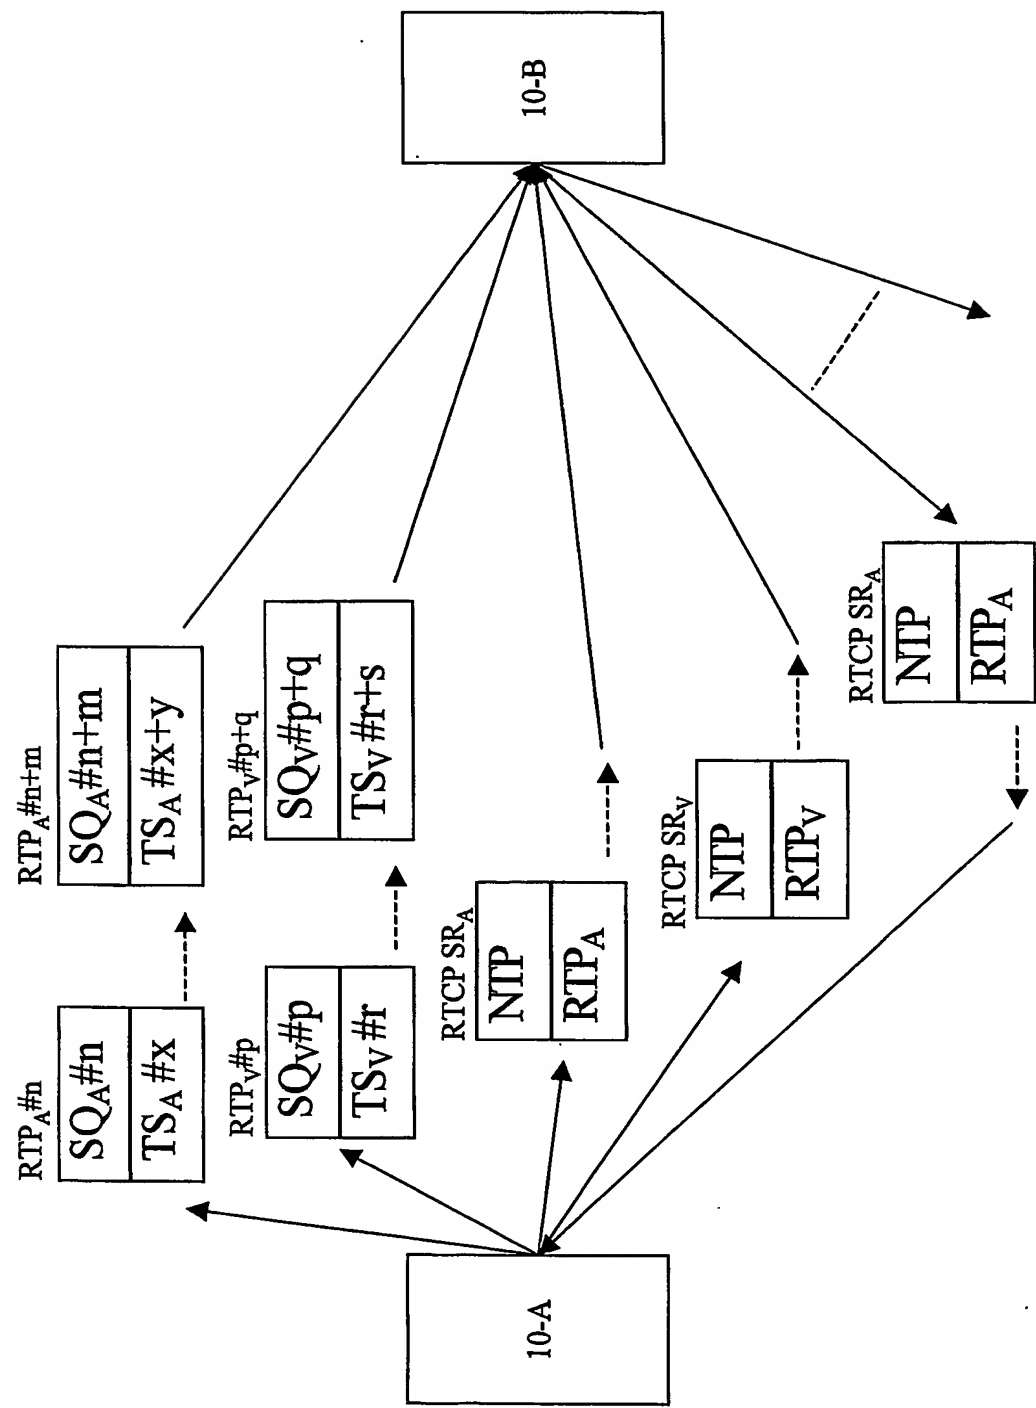 RTP_A#n
SQ_A#n
TS_A#x
RTP_A#n+m
SQ_A#n+m
TS_A#x+y
RTP_V#p
SQ_V#p
TS_V#r
RTP_V#p+q
SQ_V#p+q
TS_V#r+s
RTCP SR_A
NTP
RTP_A
RTCP SR_V
NTP
RTP_V
RTCP SR_A
NTP
RTP_A
10-A
10-B